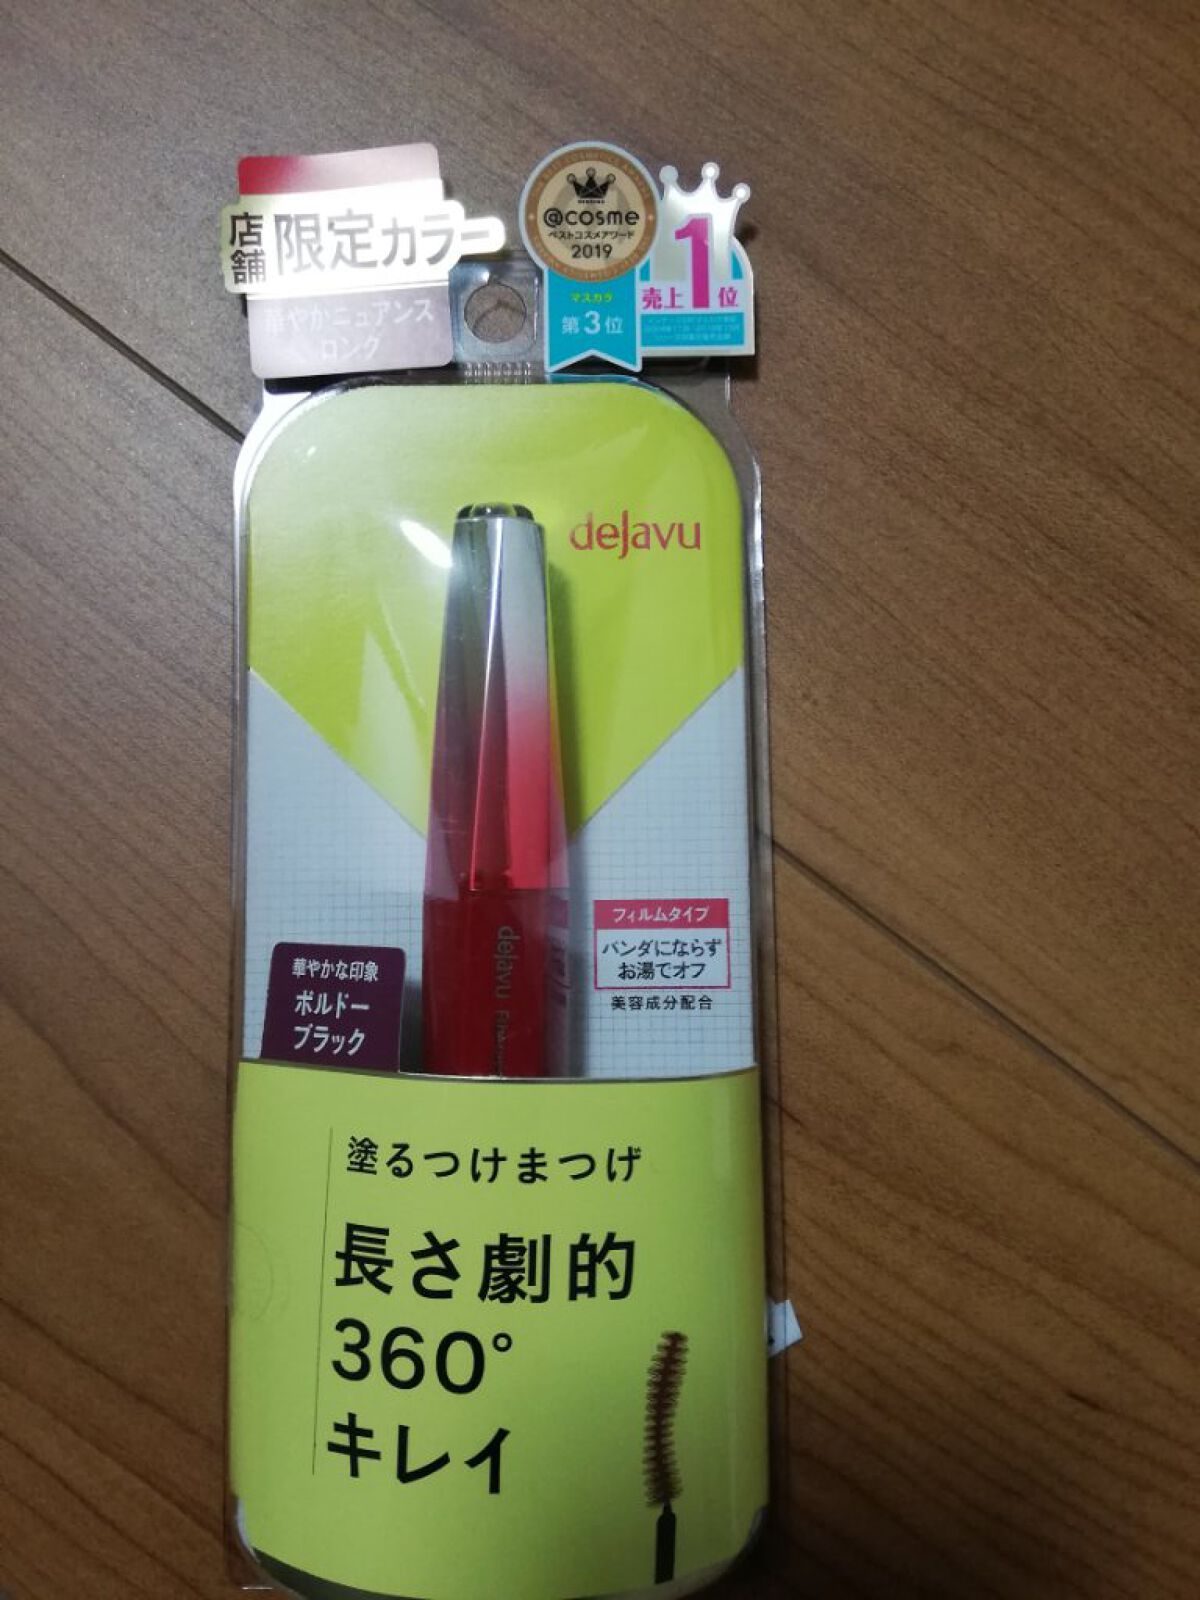 店舗
限定カラー
華やかニュアンス
ロング
@cosme
ベストコスメアワード
2019
マスカラ
第3位
売上1位
dejavu
フィルムタイプ
パンダにならず
お湯でオフ
美容成分配合
華やかな印象
ボルドー
ブラック
dejavu
塗るつけまつげ
長さ劇的
360°
キレイ